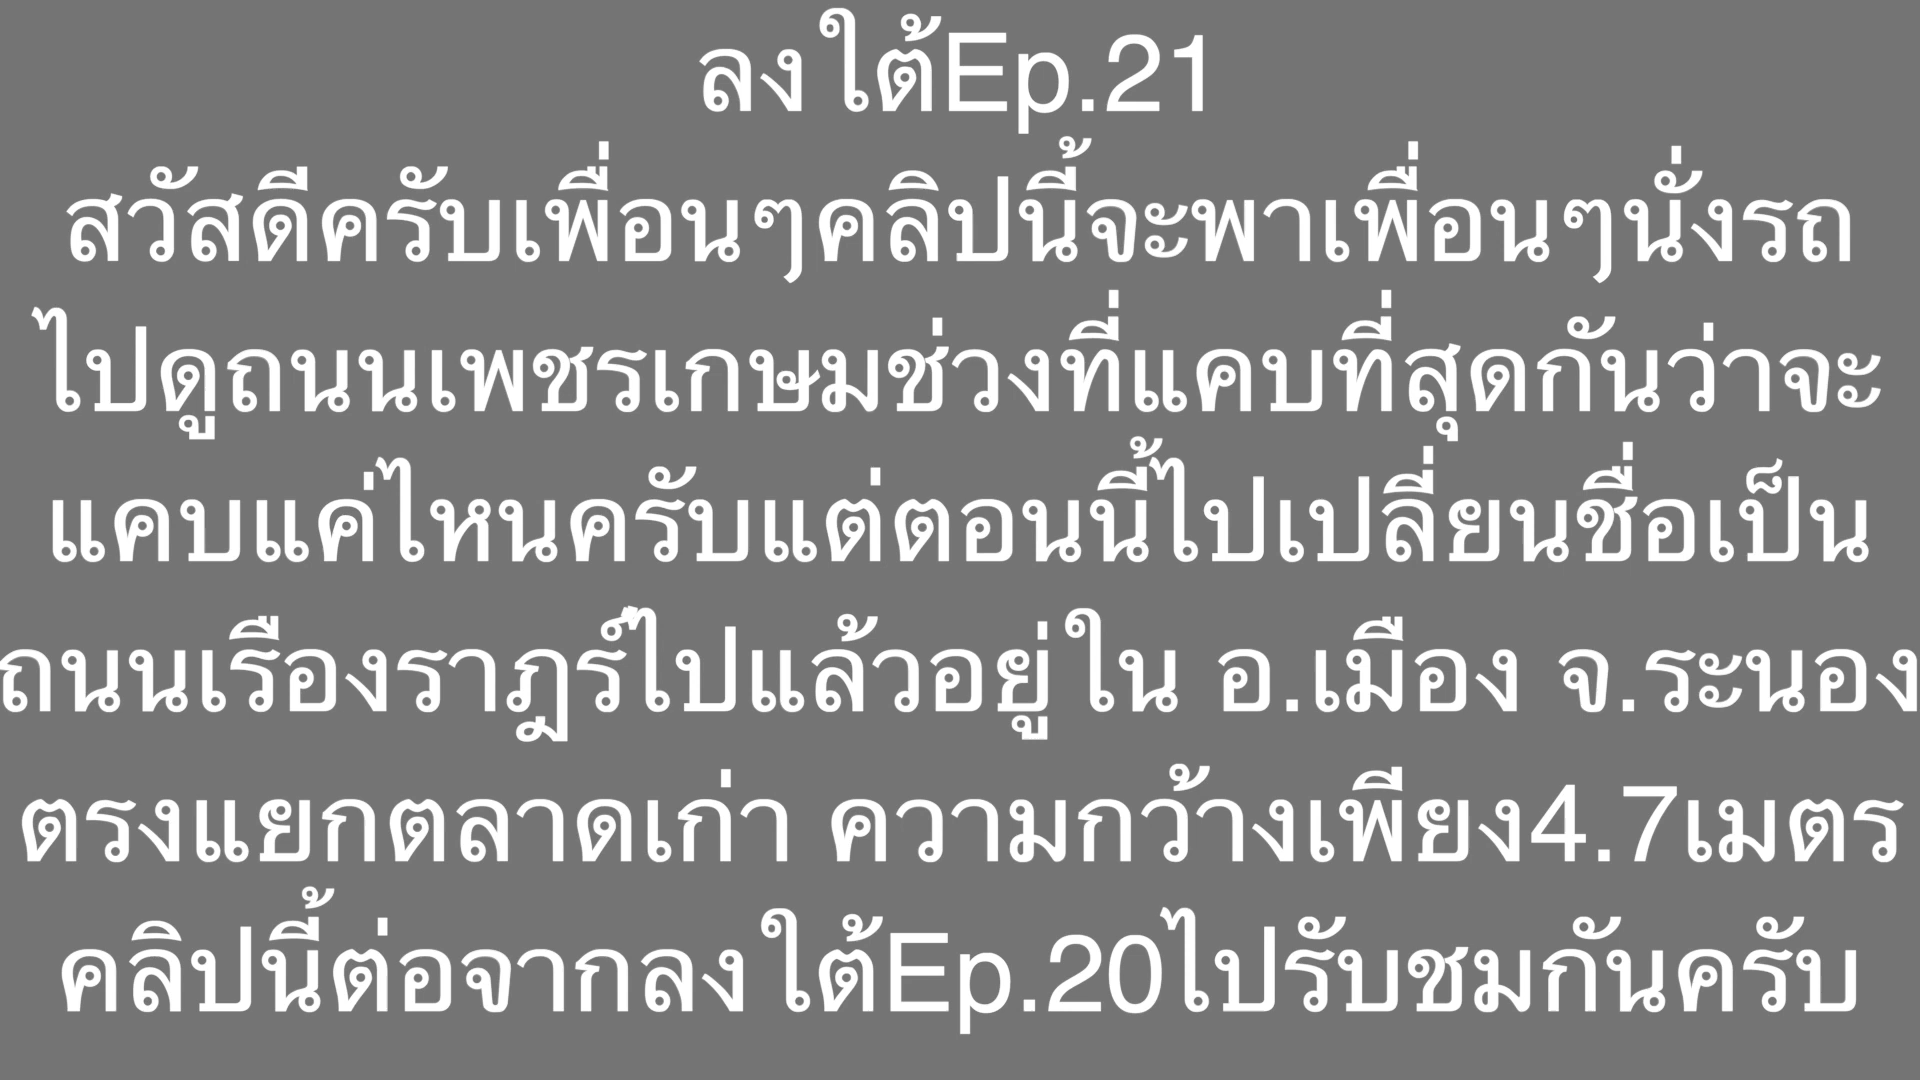 ลงใต้Ep.21
สวัสดีครับเพื่อนๆคลิปนี้จะพาเพื่อนๆนั่งรถ
ไปดูถนนเพชรเกษมช่วงที่แคบที่สุดกันว่าจะ
แคบแค่ไหนครับแต่ตอนนี้ไปเปลี่ยนชื่อเป็น
ถนนเรืองราฎร์ไปแล้วอยู่ใน อ.เมือง จ.ระนอง
ตรงแยกตลาดเก่า ความกว้างเพียง4.7เมตร
คลิปนี้ต่อจากลงใต้Ep.20ไปรับชมกันครับ